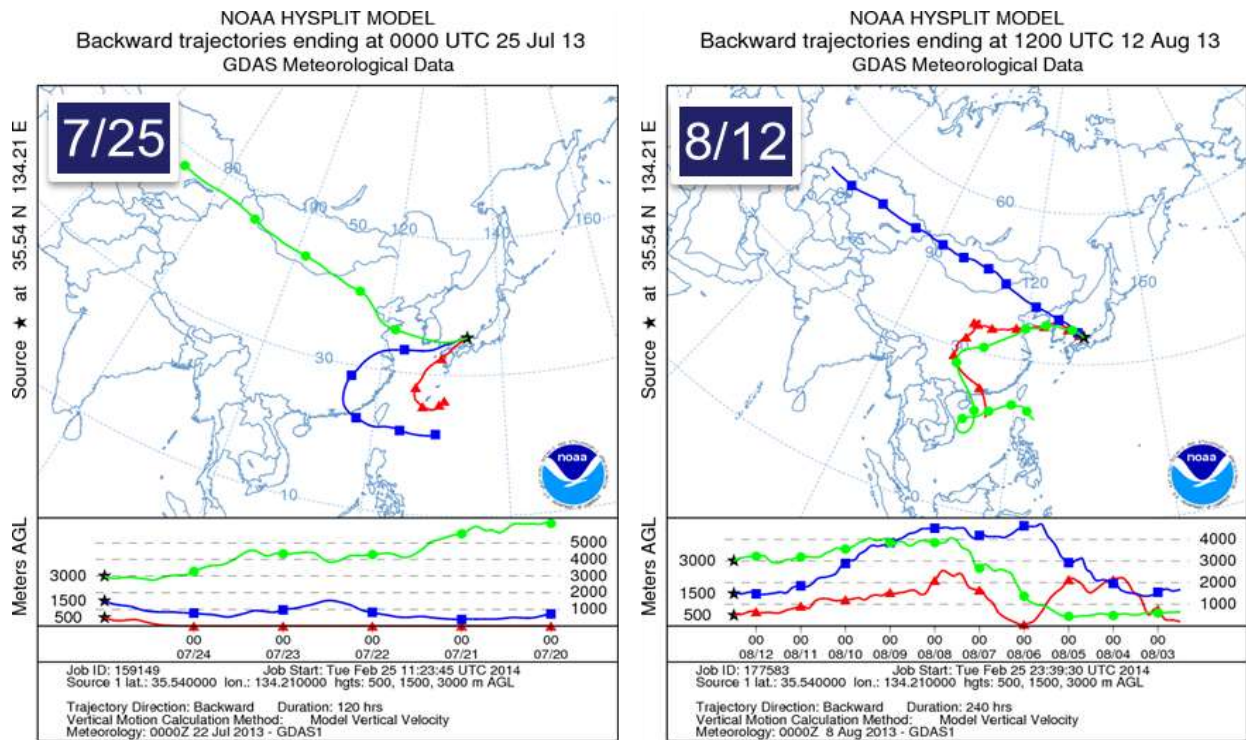 NOAA HYSPLIT MODEL
Backward trajectories ending at 0000 UTC 25 Jul 13
GDAS Meteorological Data
7/25
Source ★ at 35.54 N 134.21 E
80
100
50
120
140
160
30
10
noaa
Meters AGL
3000
1500
500
5000
4000
3000
2000
1000
00 00 00 00 00
07/24 07/23 07/22 07/21 07/20
Job ID: 159149 Job Start: Tue Feb 25 11:23:45 UTC 2014
Source 1 lat.: 35.540000 lon.: 134.210000 hgts: 500, 1500, 3000 m AGL
Trajectory Direction: Backward Duration: 120 hrs
Vertical Motion Calculation Method: Model Vertical Velocity
Meteorology: 0000Z 22 Jul 2013 - GDAS1
NOAA HYSPLIT MODEL
Backward trajectories ending at 1200 UTC 12 Aug 13
GDAS Meteorological Data
8/12
Source ★ at 35.54 N 134.21 E
60
90
120
150
noaa
Meters AGL
3000
1500
500
4000
3000
2000
1000
00 00 00 00 00 00 00 00 00 00
08/12 08/11 08/10 08/09 08/08 08/07 08/06 08/05 08/04 08/03
Job ID: 177583 Job Start: Tue Feb 25 23:39:30 UTC 2014
Source 1 lat.: 35.540000 lon.: 134.210000 hgts: 500, 1500, 3000 m AGL
Trajectory Direction: Backward Duration: 240 hrs
Vertical Motion Calculation Method: Model Vertical Velocity
Meteorology: 0000Z 8 Aug 2013 - GDAS1